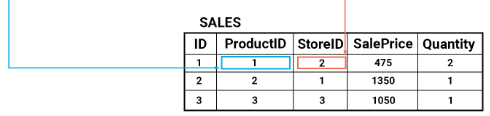 SALES
ID ProductID StoreID SalePrice Quantity
1 1 2 475 2
2 2 1 1350 1
3 3 3 1050 1